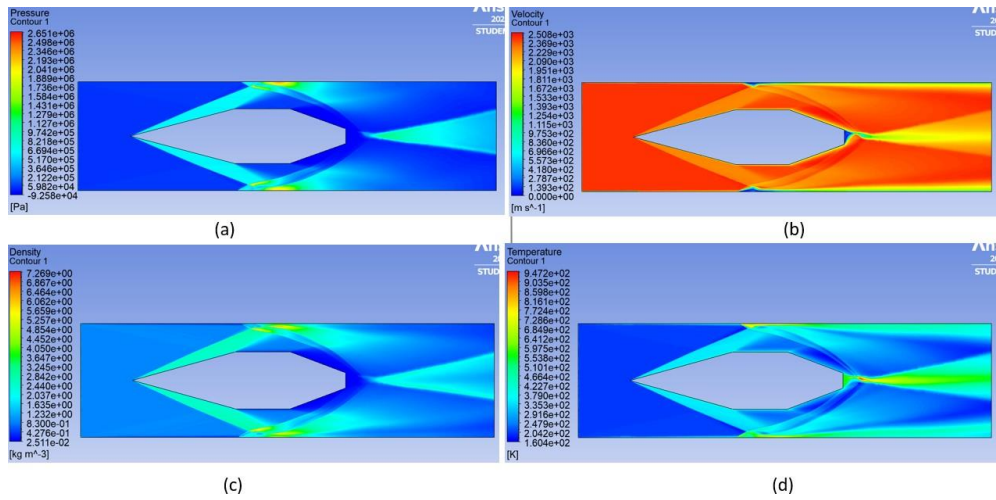 Pressure
Contour 1
2.651e+06
2.498e+06
2.346e+06
2.193e+06
2.041e+06
1.889e+06
1.736e+06
1.584e+06
1.431e+06
1.279e+06
1.127e+06
9.742e+05
8.218e+05
6.694e+05
5.170e+05
3.646e+05
2.122e+05
5.982e+04
-9.258e+04
[Pa]
202
STUDEN
(a)
Velocity
Contour 1
2.508e+03
2.369e+03
2.229e+03
2.090e+03
1.951e+03
1.811e+03
1.672e+03
1.533e+03
1.393e+03
1.254e+03
1.115e+03
9.753e+02
8.360e+02
6.966e+02
5.573e+02
4.180e+02
2.787e+02
1.393e+02
0.000e+00
[m s^-1]
20
STUD
(b)
Density
Contour 1
7.269e+00
6.867e+00
6.464e+00
6.062e+00
5.659e+00
5.257e+00
4.854e+00
4.452e+00
4.050e+00
3.647e+00
3.245e+00
2.842e+00
2.440e+00
2.037e+00
1.635e+00
1.232e+00
8.300e-01
4.276e-01
2.511e-02
[kg m^-3]
20
STUD
(c)
Temperature
Contour 1
9.472e+02
9.035e+02
8.598e+02
8.161e+02
7.724e+02
7.286e+02
6.849e+02
6.412e+02
5.975e+02
5.538e+02
5.101e+02
4.664e+02
4.227e+02
3.790e+02
3.353e+02
2.916e+02
2.479e+02
2.042e+02
1.604e+02
[K]
20
STUD
(d)